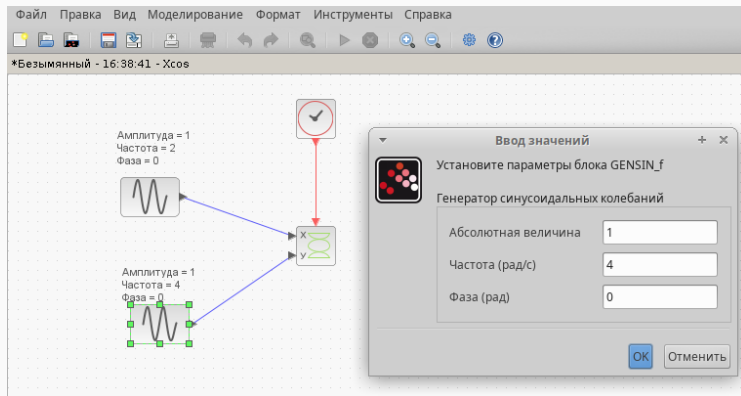 Файл Правка Вид Моделирование Формат Инструменты Справка
*Безымянный - 16:38:41 - Xcos
Амплитуда = 1
Частота = 2
Фаза = 0
X
У
Амплитуда = 1
Частота = 4
Фаза = 0
Ввод значений
Установите параметры блока GENSIN_f
Генератор синусоидальных колебаний
Абсолютная величина 1
Частота (рад/с) 4
Фаза (рад) 0
OK Отменить